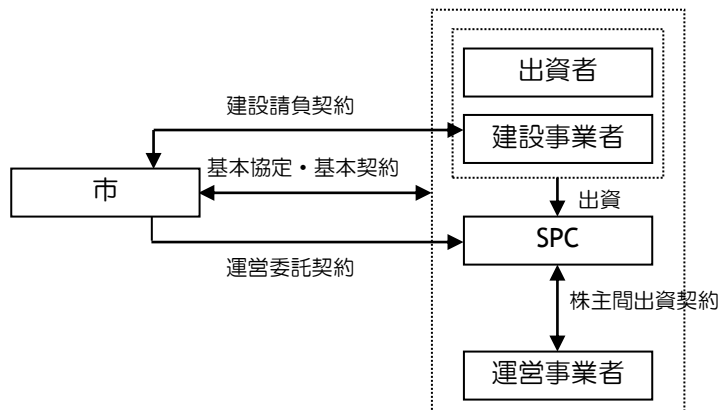 出資者
建設請負契約
建設事業者
基本協定・基本契約
市
出資
SPC
運営委託契約
株主間出資契約
運営事業者